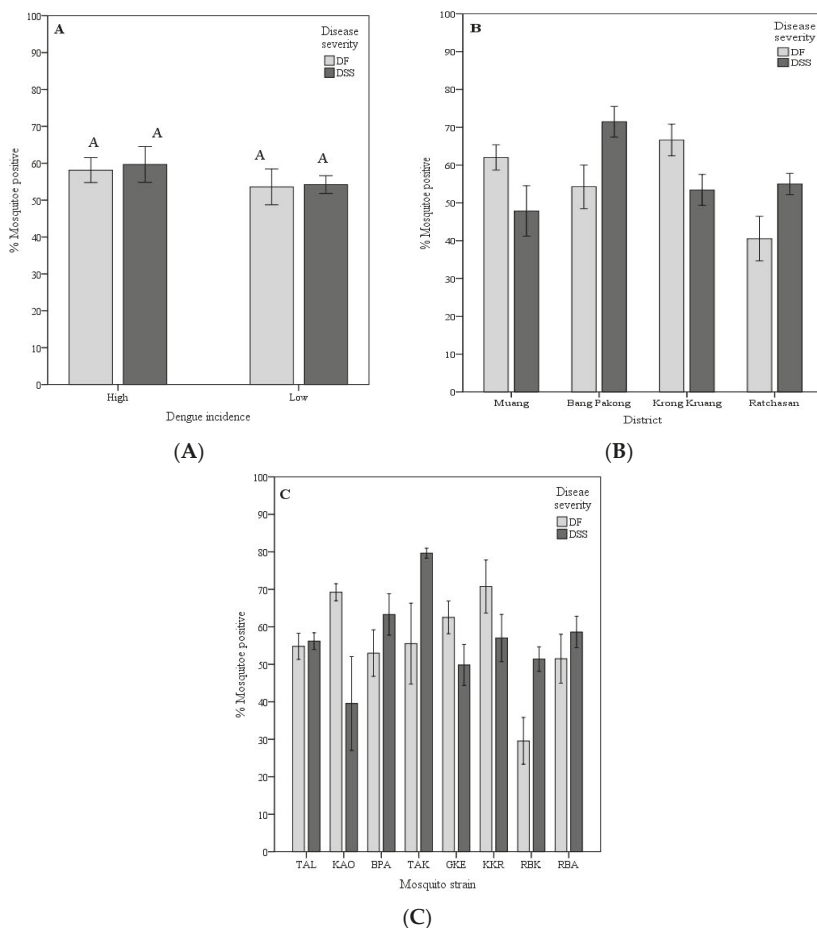 A
Disease
severity
DF
DSS
100
90
80
70
60
50
40
30
20
10
0
% Mosquitoe positive
A
A
A
A
High
Low
Dengue incidence
(A)
B
Disease
severity
DF
DSS
100
90
80
70
60
50
40
30
20
10
0
% Mosquitoe positive
Muang
Bang Pakong
Krong Kruang
Ratchasan
District
(B)
C
Diseae
severity
DF
DSS
100
90
80
70
60
50
40
30
20
10
0
% Mosquitoe positive
TAL
KAO
BPA
TAK
GKE
KKR
RBK
RBA
Mosquito strain
(C)